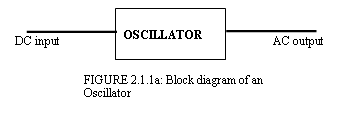 OSCILLATOR
DC input
AC output
FIGURE 2.1.1a: Block diagram of an
Oscillator